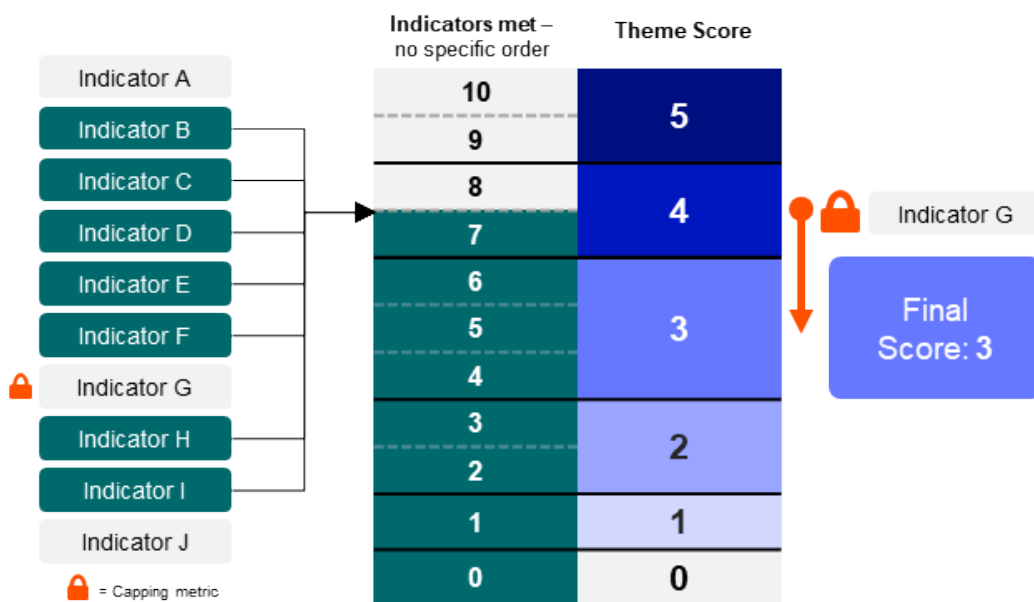 Indicators met –
no specific order
Theme Score
Indicator A
Indicator B
Indicator C
Indicator D
Indicator E
Indicator F
Indicator G
Indicator H
Indicator I
Indicator J
= Capping metric
10
9
8
7
6
5
4
3
2
1
0
5
4
3
2
1
0
Indicator G
Final
Score: 3